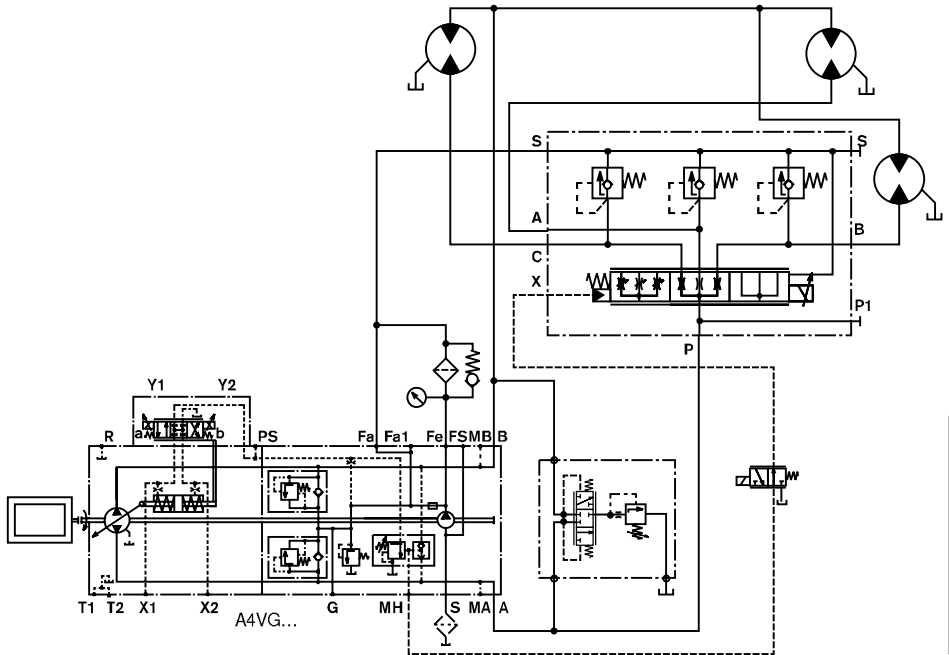 S
S
A
B
C
X
P1
P
Y1 Y2
a b
R PS Fa Fa1 Fe FS MB B
T1 T2 X1 X2 G MH S MA A
A4VG...